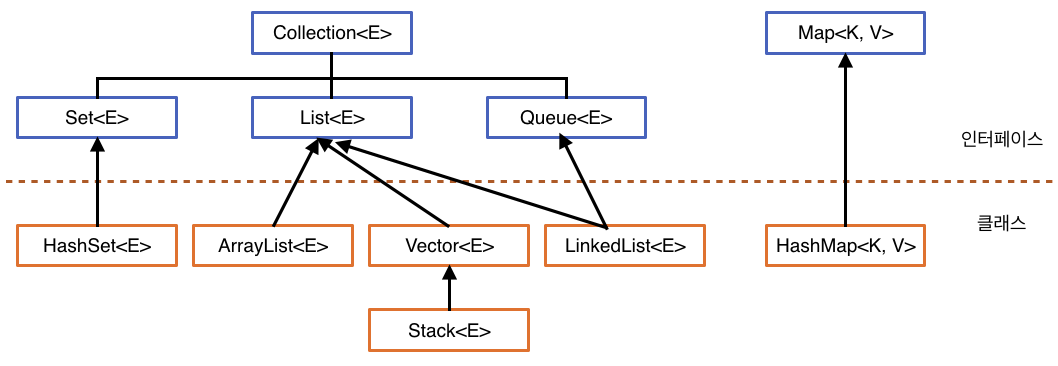 Collection<E>
Map<K, V>
Set<E>
List<E>
Queue<E>
인터페이스
클래스
HashSet<E>
ArrayList<E>
Vector<E>
LinkedList<E>
HashMap<K, V>
Stack<E>